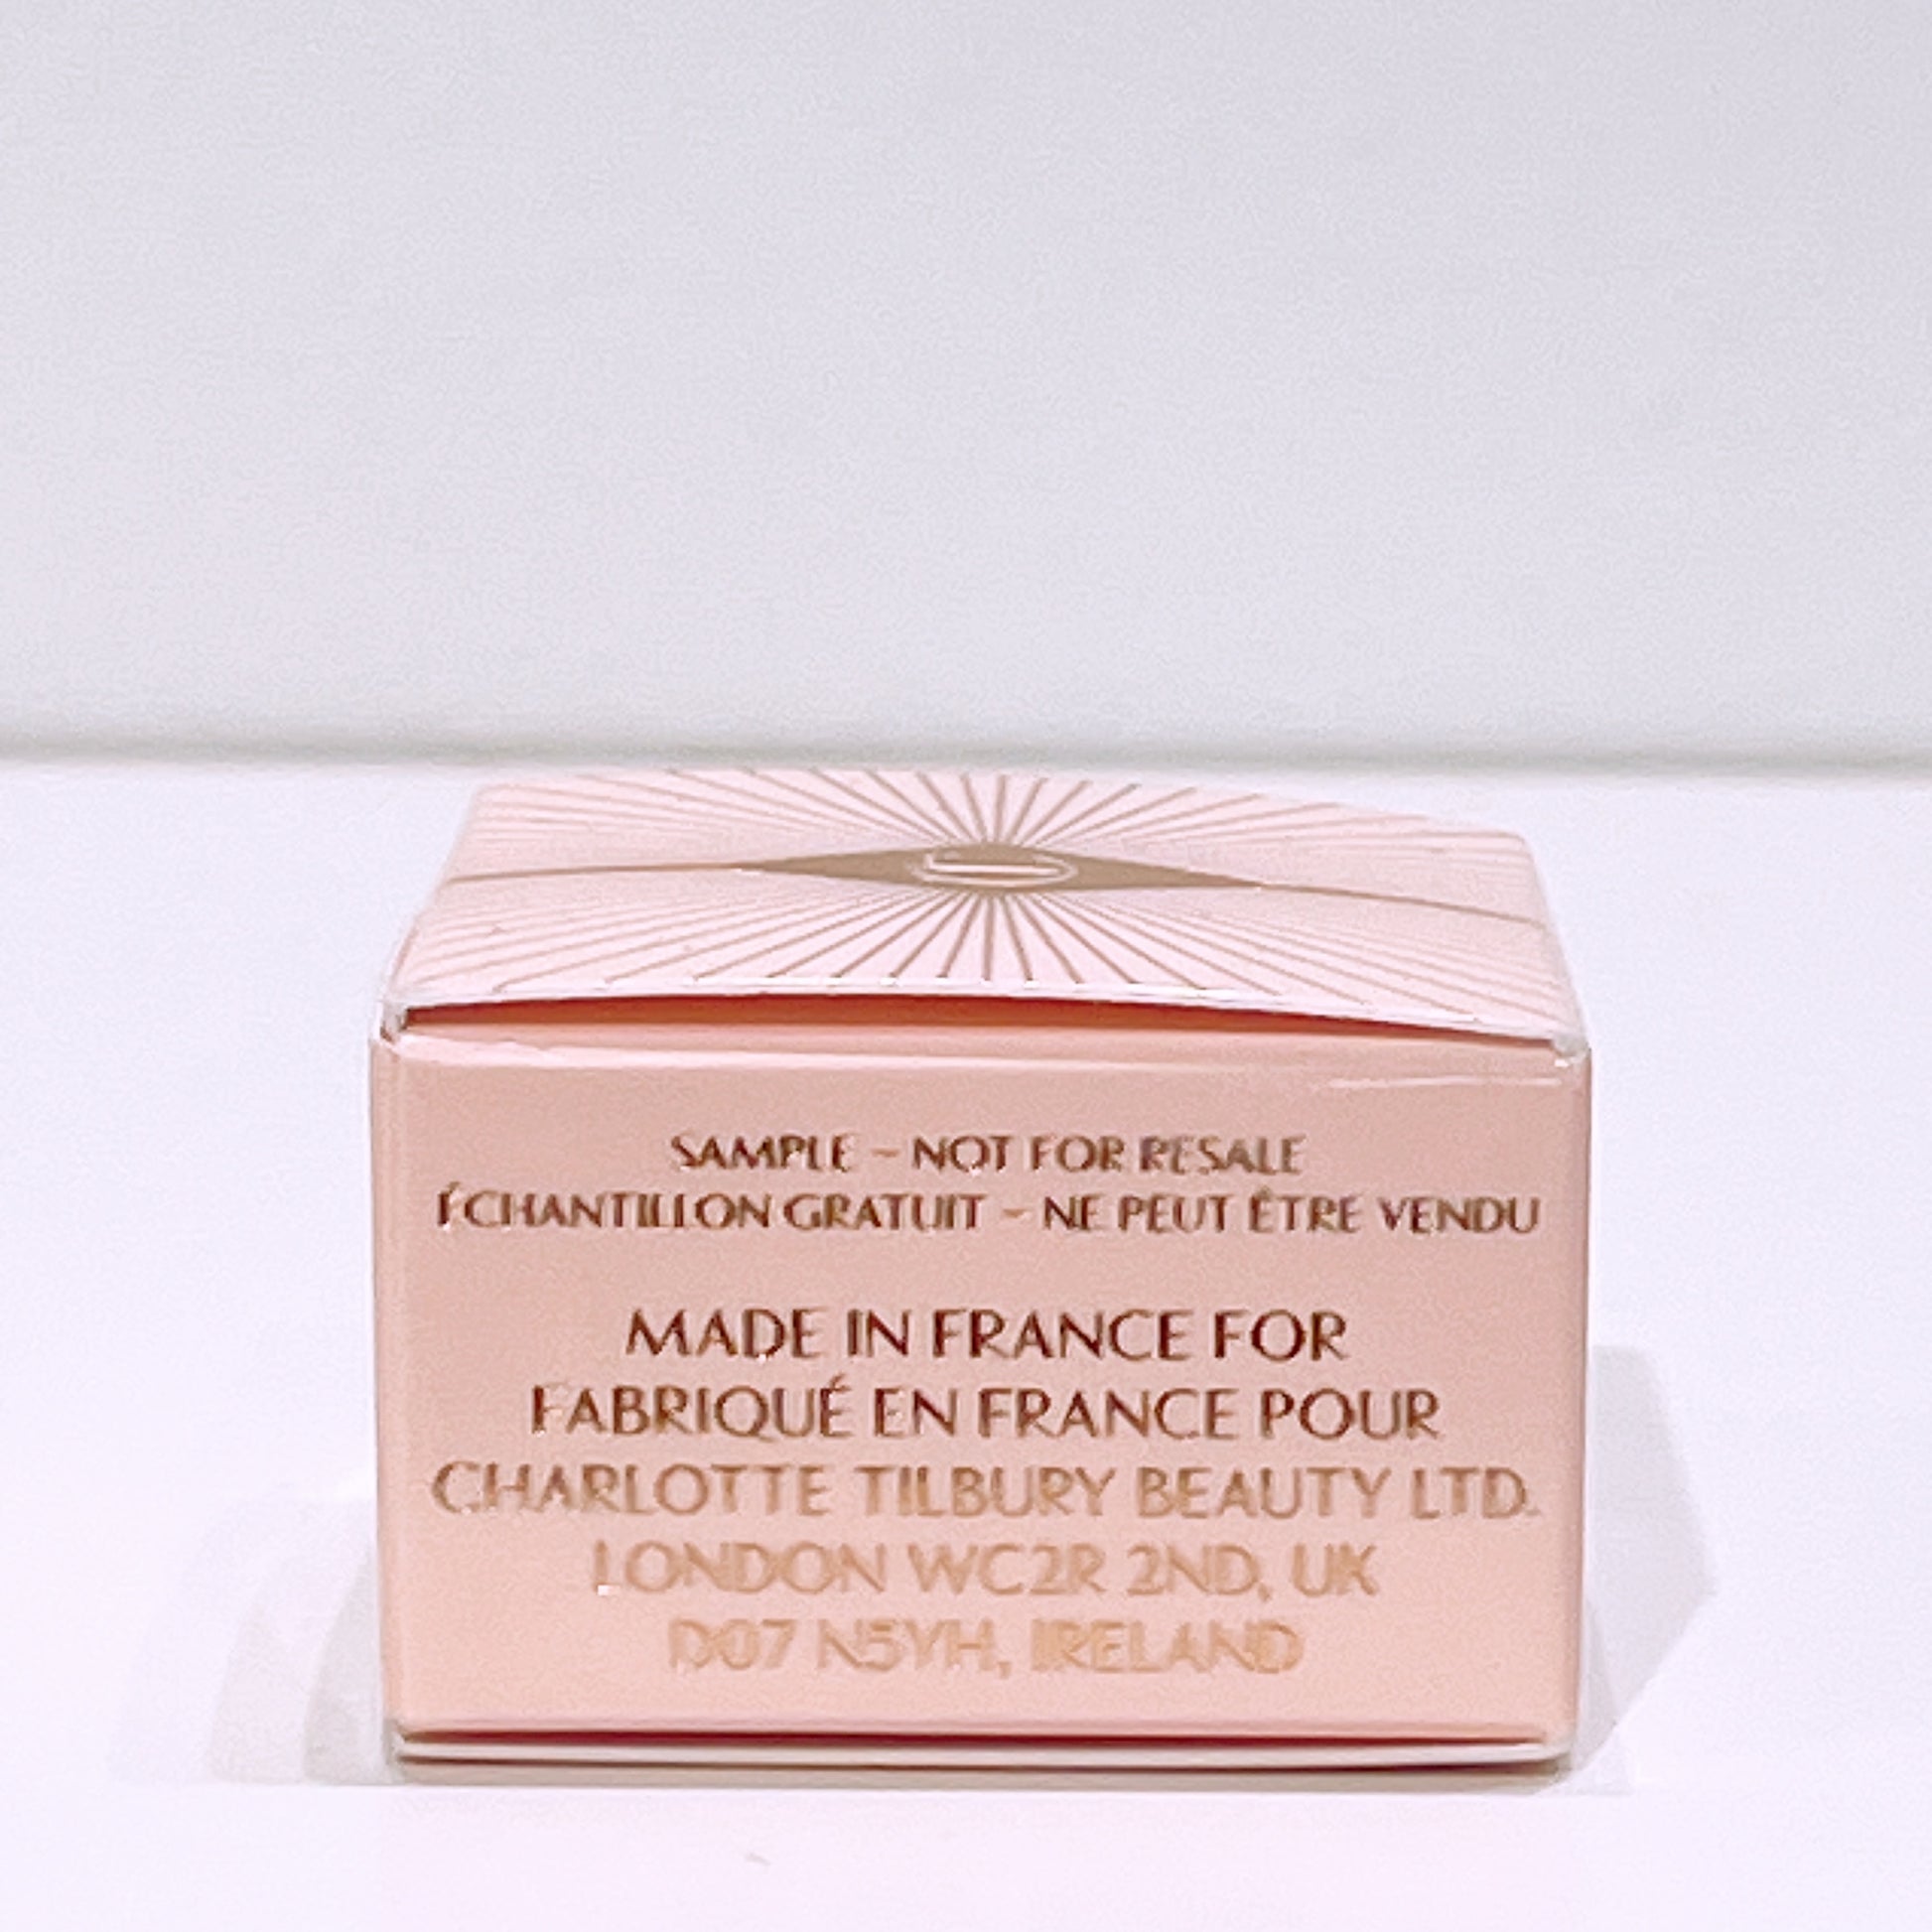 SAMPLE – NOT FOR RESALE
ÉCHANTILLON GRATUIT – NE PEUT ÊTRE VENDU
MADE IN FRANCE FOR
FABRIQUÉ EN FRANCE POUR
CHARLOTTE TILBURY BEAUTY LTD.
LONDON WC2R 2ND, UK
D07 N5YH, IRELAND